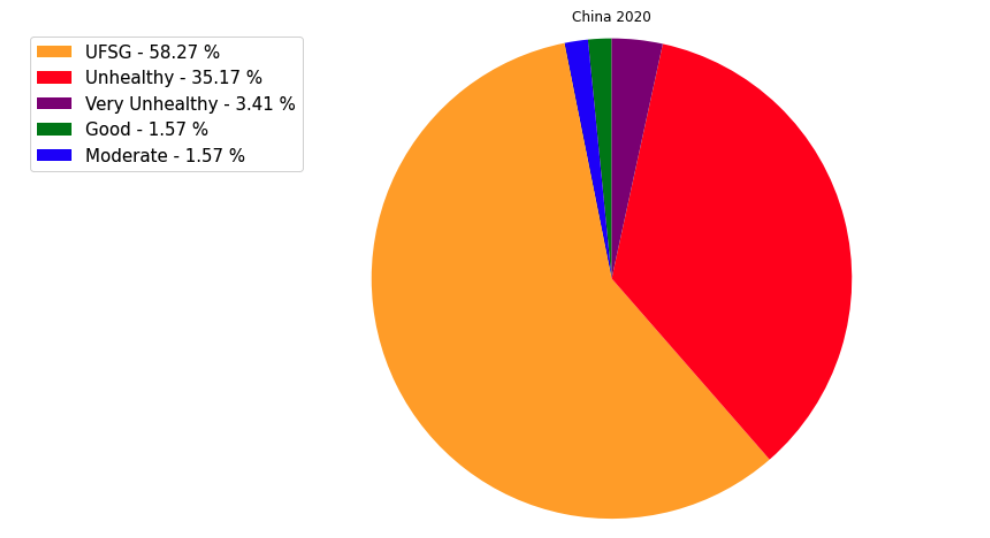 China 2020
UFSG - 58.27 %
Unhealthy - 35.17 %
Very Unhealthy - 3.41 %
Good - 1.57 %
Moderate - 1.57 %